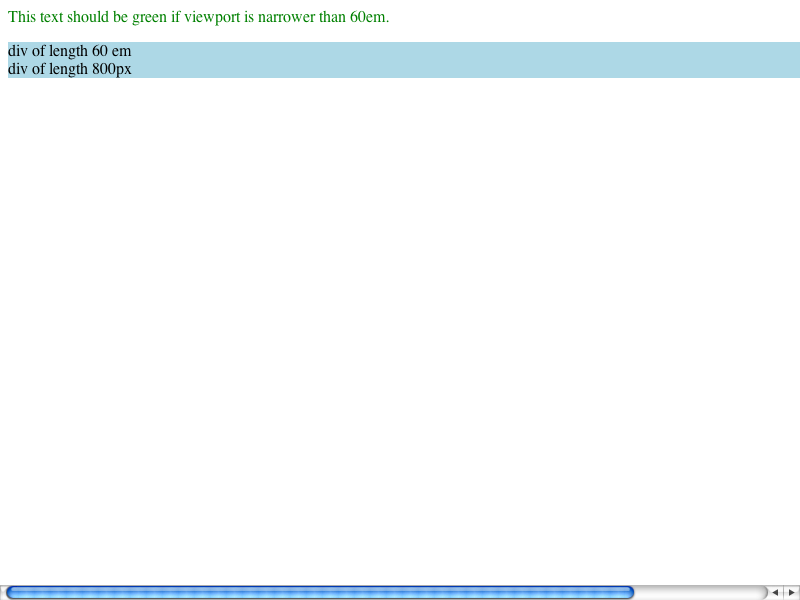 This text should be green if viewport is narrower than 60em.
div of length 60 em
div of length 800px